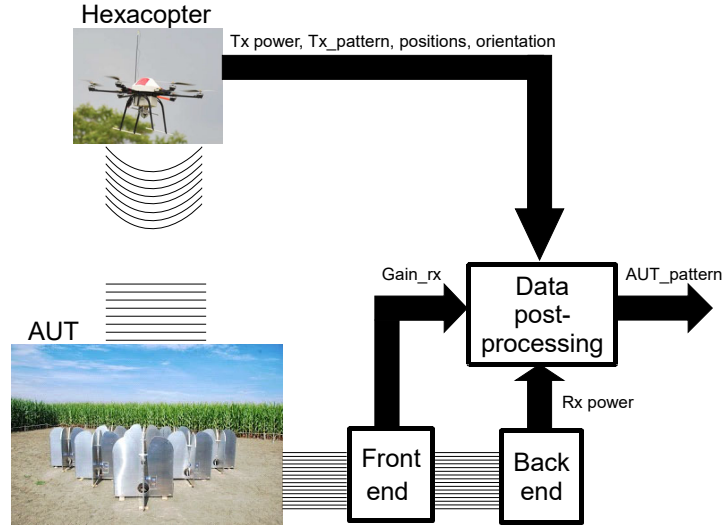 Hexacopter
Tx power, Tx_pattern, positions, orientation
Gain_rx
AUT_pattern
Data
post-
processing
AUT
Rx power
Front
end
Back
end